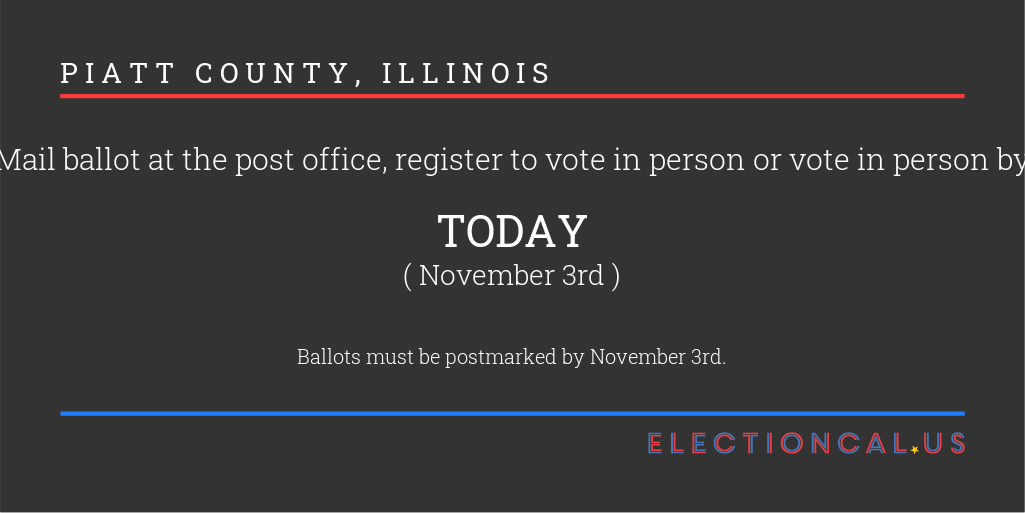 PIATT COUNTY, ILLINOIS
Mail ballot at the post office, register to vote in person or vote in person by
TODAY
( November 3rd )
Ballots must be postmarked by November 3rd.
ELECTIONCAL.US